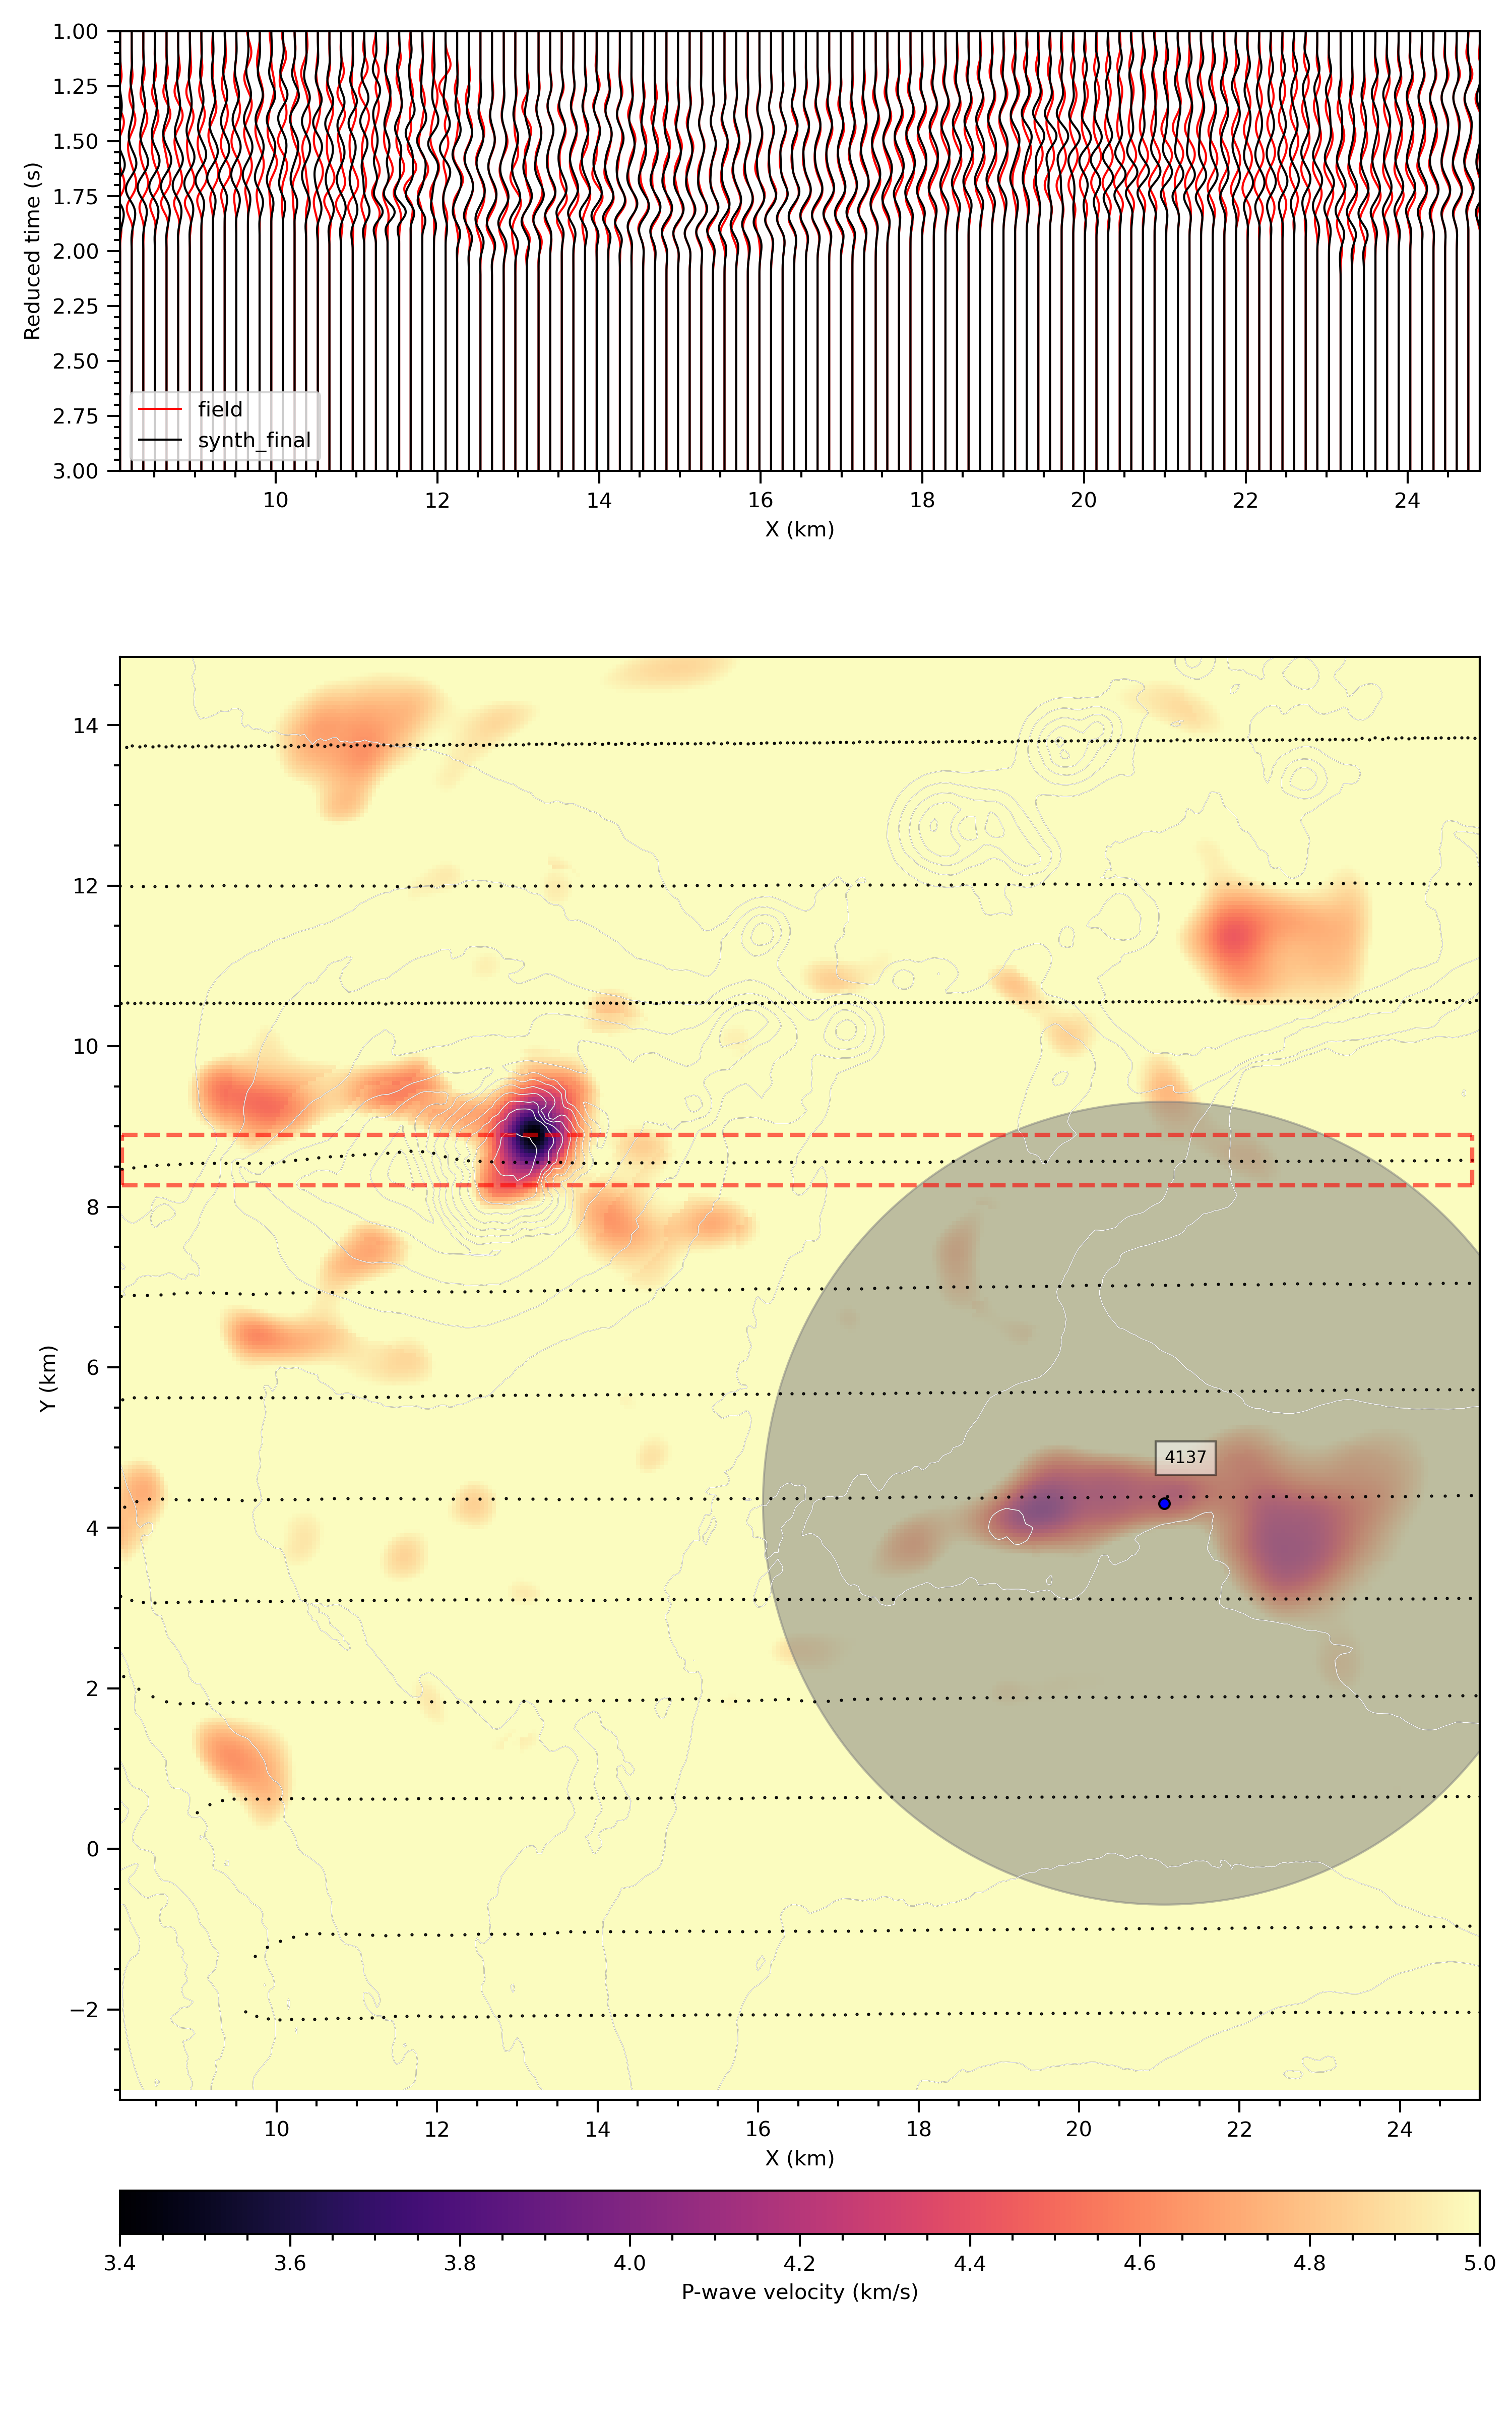 1.00
1.25
1.50
1.75
2.00
2.25
2.50
2.75
3.00
Reduced time (s)
field
synth_final
10 12 14 16 18 20 22 24
X (km)
14
12
10
8
6
4
2
0
−2
Y (km)
4137
10 12 14 16 18 20 22 24
X (km)
3.4 3.6 3.8 4.0 4.2 4.4 4.6 4.8 5.0
P-wave velocity (km/s)